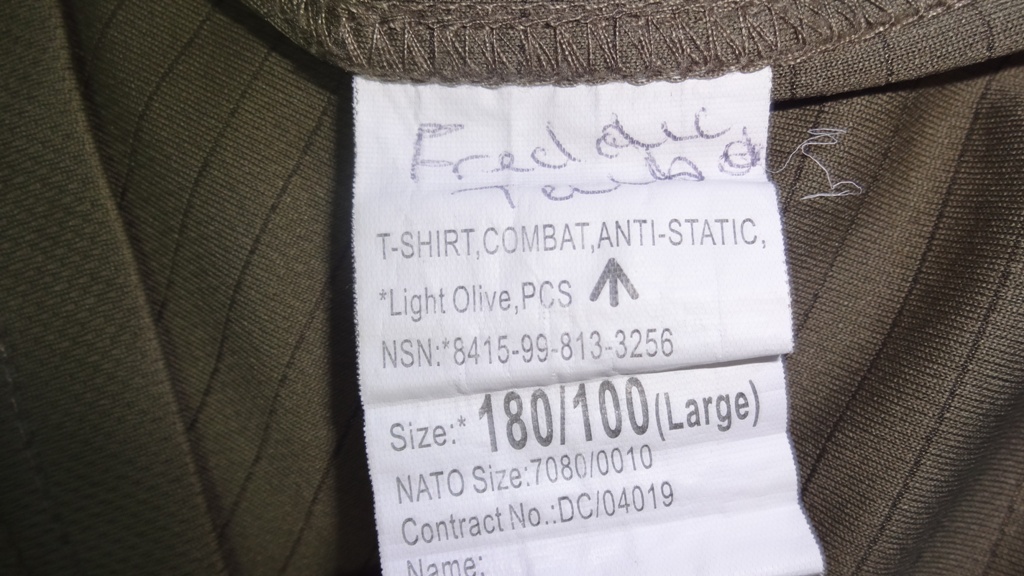 T-SHIRT,COMBAT,ANTI-STATIC,
*Light Olive,PCS
NSN:*8415-99-813-3256
Size:* 180/100(Large)
NATO Size:7080/0010
Contract No.:DC/04019
Name: